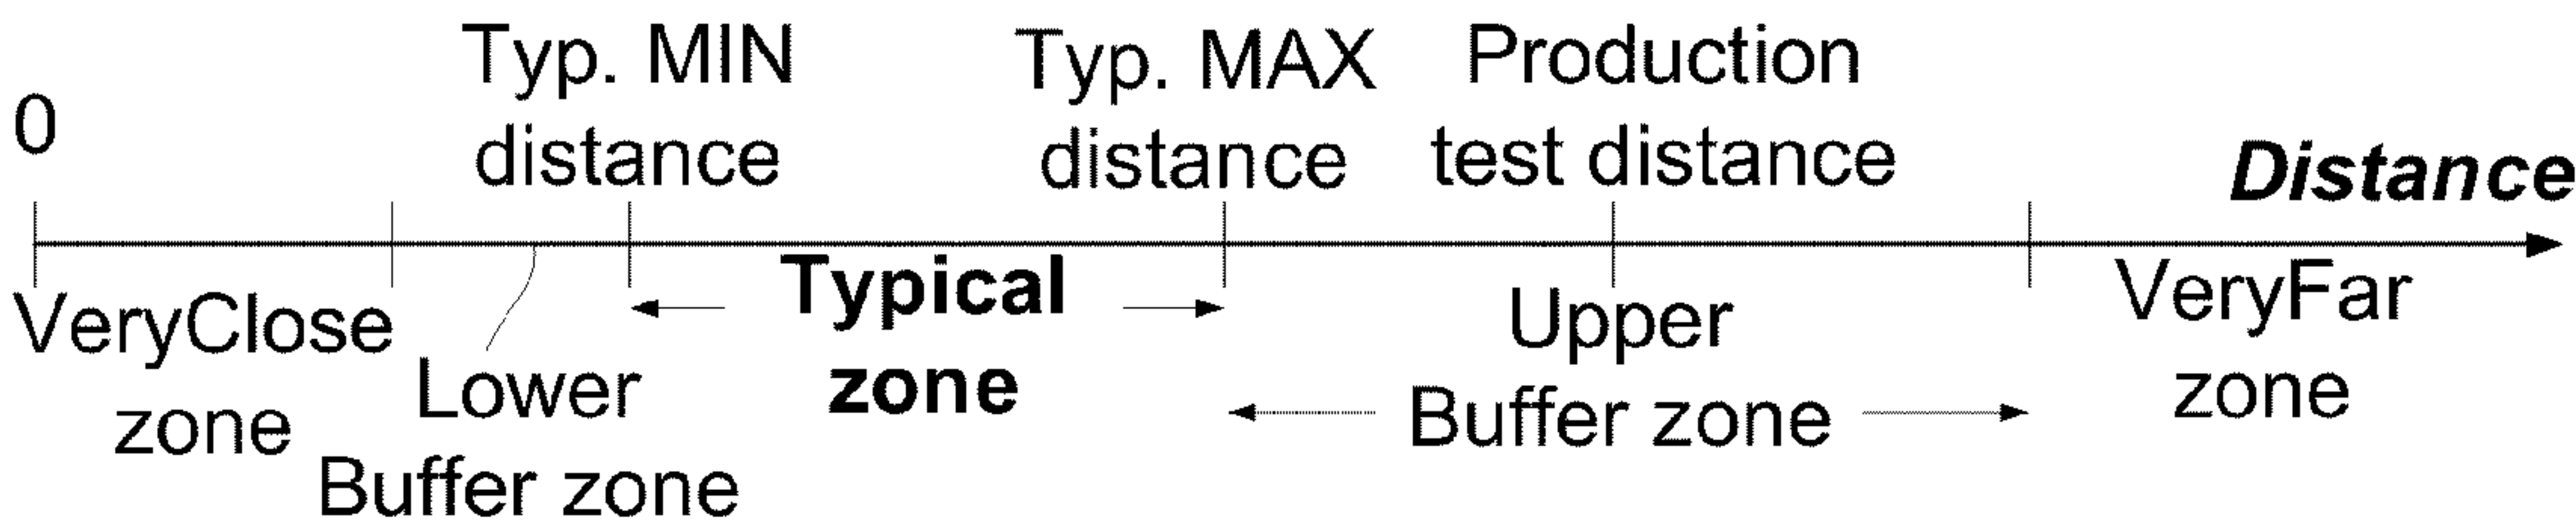 0
Typ. MIN
distance
Typ. MAX
distance
Production
test distance
Distance
VeryClose
zone
Lower
Buffer zone
Typical
zone
Upper
Buffer zone
VeryFar
zone